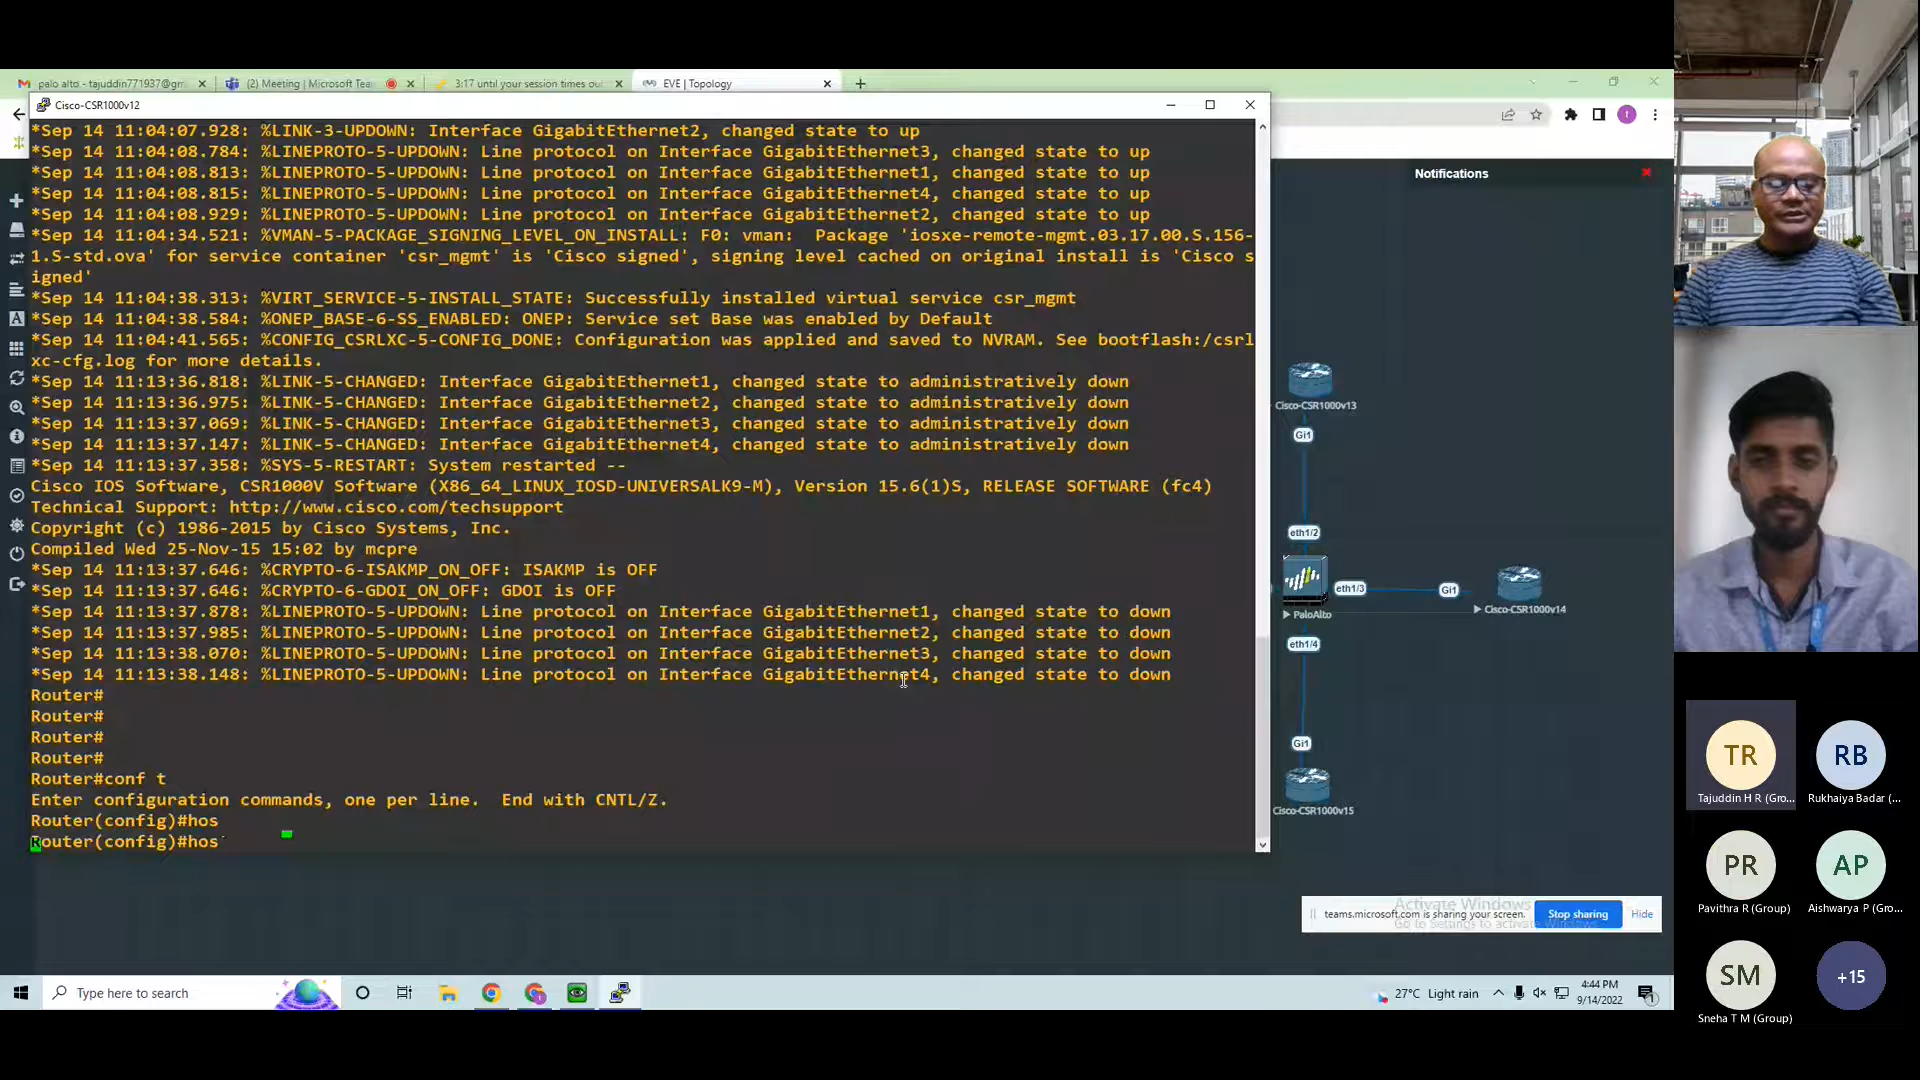 palo alto - tajuddin771937@gm
(2) Meeting | Microsoft Tea
3:17 until your session times ou
EVE | Topology
Cisco-CSR1000v12
*Sep 14 11:04:07.928: %LINK-3-UPDOWN: Interface GigabitEthernet2, changed state to up
*Sep 14 11:04:08.784: %LINEPROTO-5-UPDOWN: Line protocol on Interface GigabitEthernet3, changed state to up
*Sep 14 11:04:08.813: %LINEPROTO-5-UPDOWN: Line protocol on Interface GigabitEthernet1, changed state to up
*Sep 14 11:04:08.815: %LINEPROTO-5-UPDOWN: Line protocol on Interface GigabitEthernet4, changed state to up
*Sep 14 11:04:08.929: %LINEPROTO-5-UPDOWN: Line protocol on Interface GigabitEthernet2, changed state to up
*Sep 14 11:04:34.521: %VMAN-5-PACKAGE_SIGNING_LEVEL_ON_INSTALL: F0: vman:  Package 'iosxe-remote-mgmt.03.17.00.S.156-
1.S-std.ova' for service container 'csr_mgmt' is 'Cisco signed', signing level cached on original install is 'Cisco s
igned'
*Sep 14 11:04:38.313: %VIRT_SERVICE-5-INSTALL_STATE: Successfully installed virtual service csr_mgmt
*Sep 14 11:04:38.584: %ONEP_BASE-6-SS_ENABLED: ONEP: Service set Base was enabled by Default
*Sep 14 11:04:41.565: %CONFIG_CSRLXC-5-CONFIG_DONE: Configuration was applied and saved to NVRAM. See bootflash:/csrl
xc-cfg.log for more details.
*Sep 14 11:13:36.818: %LINK-5-CHANGED: Interface GigabitEthernet1, changed state to administratively down
*Sep 14 11:13:36.975: %LINK-5-CHANGED: Interface GigabitEthernet2, changed state to administratively down
*Sep 14 11:13:37.069: %LINK-5-CHANGED: Interface GigabitEthernet3, changed state to administratively down
*Sep 14 11:13:37.147: %LINK-5-CHANGED: Interface GigabitEthernet4, changed state to administratively down
*Sep 14 11:13:37.358: %SYS-5-RESTART: System restarted --
Cisco IOS Software, CSR1000V Software (X86_64_LINUX_IOSD-UNIVERSALK9-M), Version 15.6(1)S, RELEASE SOFTWARE (fc4)
Technical Support: http://www.cisco.com/techsupport
Copyright (c) 1986-2015 by Cisco Systems, Inc.
Compiled Wed 25-Nov-15 15:02 by mcpre
*Sep 14 11:13:37.646: %CRYPTO-6-ISAKMP_ON_OFF: ISAKMP is OFF
*Sep 14 11:13:37.646: %CRYPTO-6-GDOI_ON_OFF: GDOI is OFF
*Sep 14 11:13:37.878: %LINEPROTO-5-UPDOWN: Line protocol on Interface GigabitEthernet1, changed state to down
*Sep 14 11:13:37.985: %LINEPROTO-5-UPDOWN: Line protocol on Interface GigabitEthernet2, changed state to down
*Sep 14 11:13:38.070: %LINEPROTO-5-UPDOWN: Line protocol on Interface GigabitEthernet3, changed state to down
*Sep 14 11:13:38.148: %LINEPROTO-5-UPDOWN: Line protocol on Interface GigabitEthernet4, changed state to down
Router#
Router#
Router#
Router#
Router#conf t
Enter configuration commands, one per line.  End with CNTL/Z.
Router(config)#hos
Router(config)#hos
Notifications
Cisco-CSR1000v13
Gi1
eth1/2
eth1/3
Gi1
PaloAlto
Cisco-CSR1000v14
eth1/4
Gi1
Cisco-CSR1000v15
Activate Windows
Go to Settings to activate Windows.
teams.microsoft.com is sharing your screen.
Stop sharing
Hide
Type here to search
27°C Light rain
4:44 PM
9/14/2022
1
t
TR
Tajuddin H R (Gro...
RB
Rukhaiya Badar (...
PR
Pavithra R (Group)
AP
Aishwarya P (Gro...
SM
Sneha T M (Group)
+15